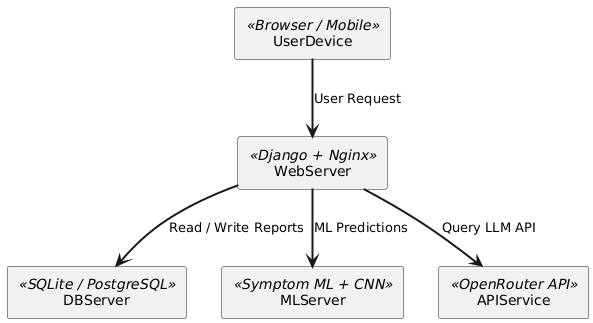 «Browser / Mobile»
UserDevice
User Request
«Django + Nginx»
WebServer
Read / Write Reports
ML Predictions
Query LLM API
«SQLite / PostgreSQL»
DBServer
«Symptom ML + CNN»
MLServer
«OpenRouter API»
APIService